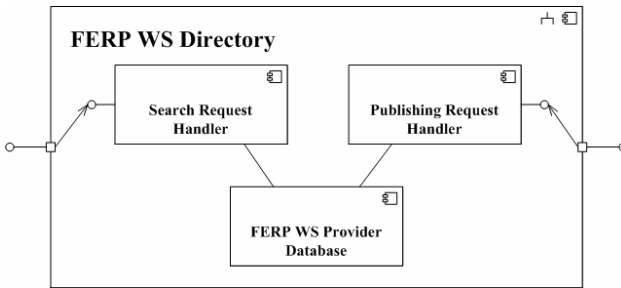 FERP WS Directory
Search Request
Handler
Publishing Request
Handler
FERP WS Provider
Database